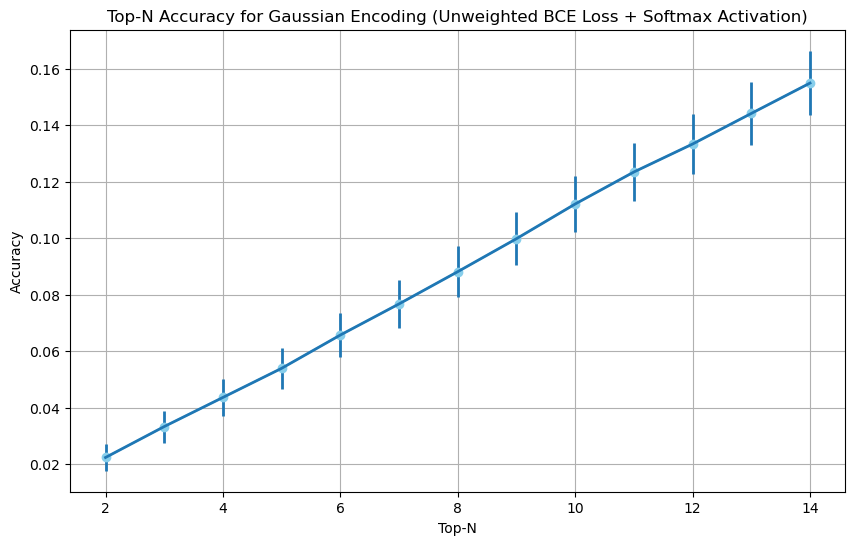 Top-N Accuracy for Gaussian Encoding (Unweighted BCE Loss + Softmax Activation)
0.16
0.14
0.12
0.10
0.08
0.06
0.04
0.02
Accuracy
2 4 6 8 10 12 14
Top-N